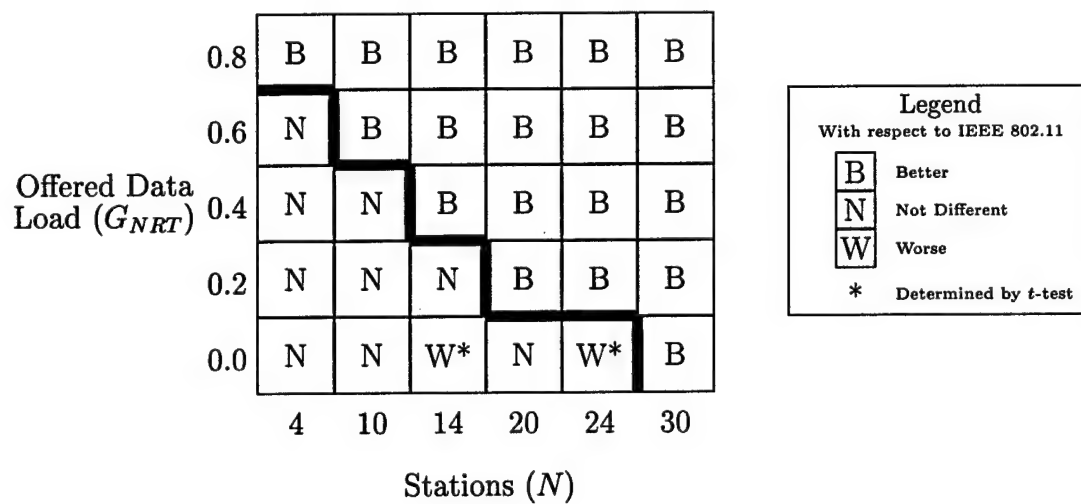 0.8 B B B B B B
0.6 N B B B B B
Offered Data
Load (G_NRT) 0.4 N N B B B B
0.2 N N N B B B
0.0 N N W* N W* B
4 10 14 20 24 30
Stations (N)
Legend
With respect to IEEE 802.11
B Better
N Not Different
W Worse
* Determined by t-test